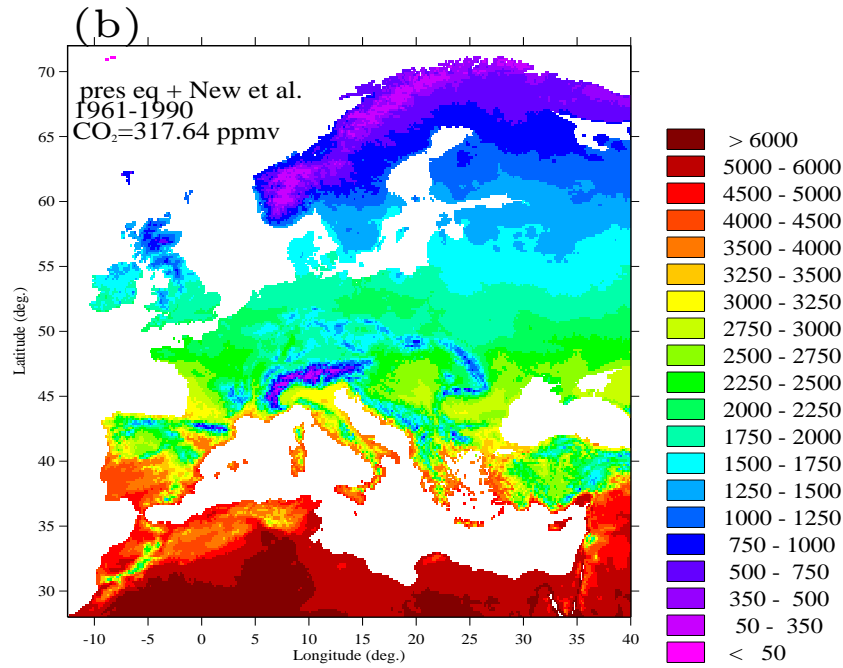 (b)
pres eq + New et al.
1961-1990
CO₂=317.64 ppmv
70
65
60
55
50
45
40
35
30
Latitude (deg.)
-10 -5 0 5 10 15 20 25 30 35 40
Longitude (deg.)
> 6000
5000 - 6000
4500 - 5000
4000 - 4500
3500 - 4000
3250 - 3500
3000 - 3250
2750 - 3000
2500 - 2750
2250 - 2500
2000 - 2250
1750 - 2000
1500 - 1750
1250 - 1500
1000 - 1250
750 - 1000
500 - 750
350 - 500
50 - 350
< 50